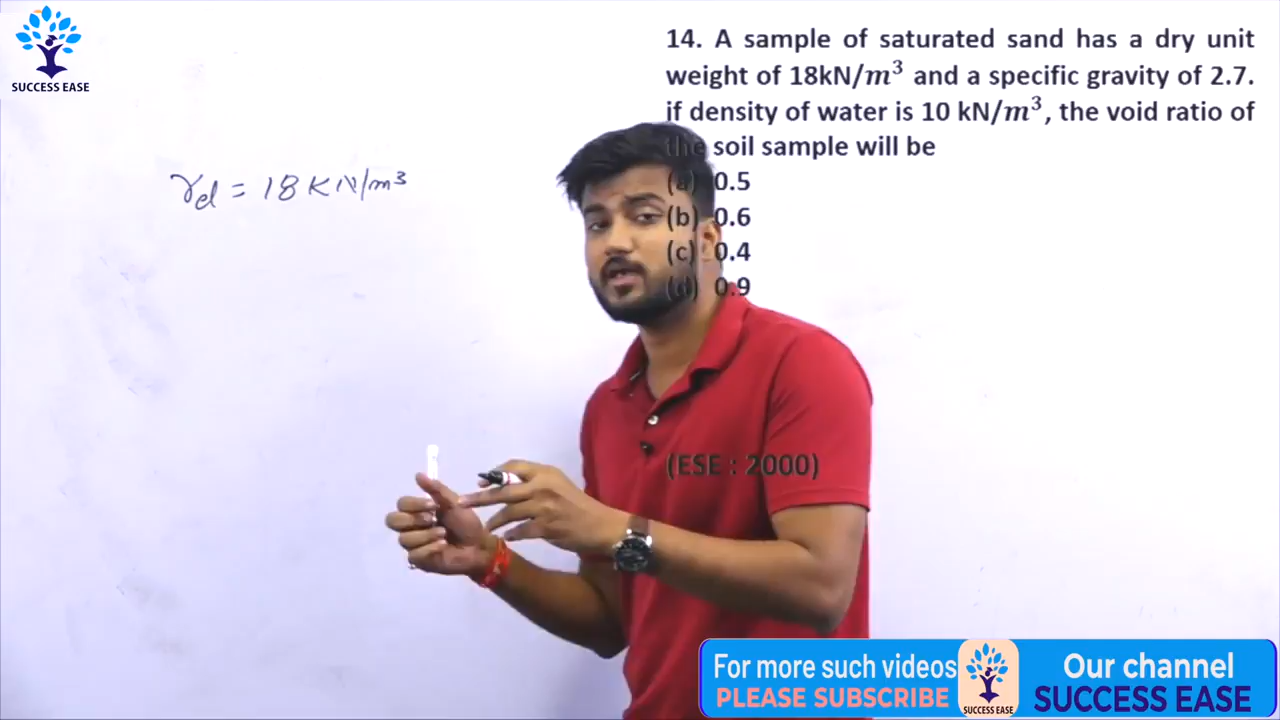 SUCCESS EASE
14. A sample of saturated sand has a dry unit
weight of 18kN/m³ and a specific gravity of 2.7.
if density of water is 10 kN/m³, the void ratio of
the soil sample will be
(a) 0.5
(b) 0.6
(c) 0.4
(d) 0.9
(ESE : 2000)
γd = 18 KN/m³
For more such videos
PLEASE SUBSCRIBE
SUCCESS EASE
Our channel
SUCCESS EASE